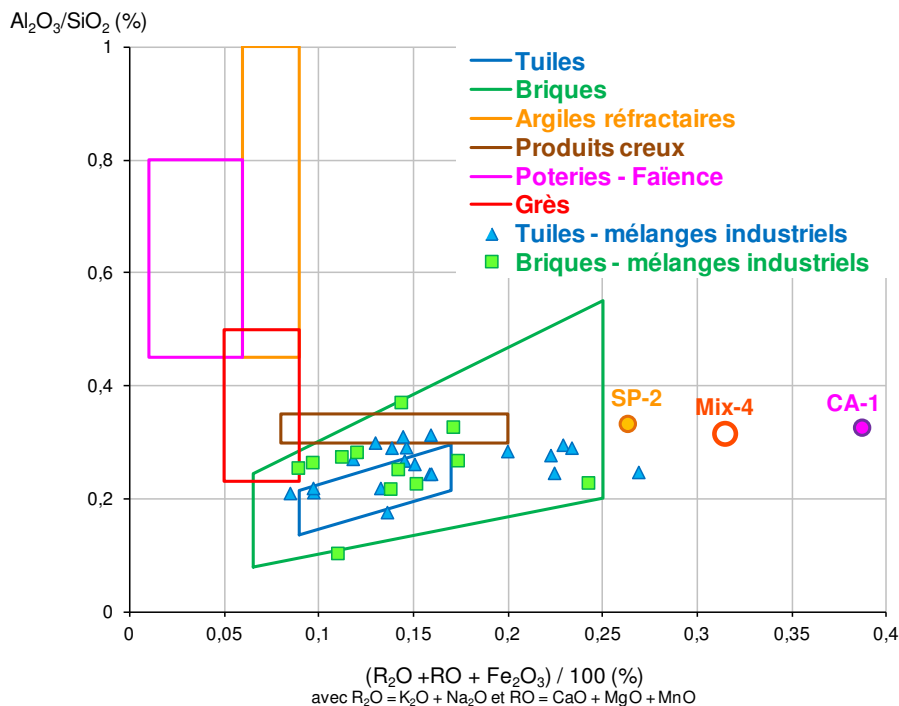 Al₂O₃/SiO₂ (%)
1
0,8
0,6
0,4
0,2
0
0
0,05
0,1
0,15
0,2
0,25
0,3
0,35
0,4
Tuiles
Briques
Argiles réfractaires
Produits creux
Poteries - Faïence
Grès
Tuiles - mélanges industriels
Briques - mélanges industriels
SP-2
Mix-4
CA-1
(R₂O +RO + Fe₂O₃) / 100 (%)
avec R₂O = K₂O + Na₂O et RO = CaO + MgO + MnO